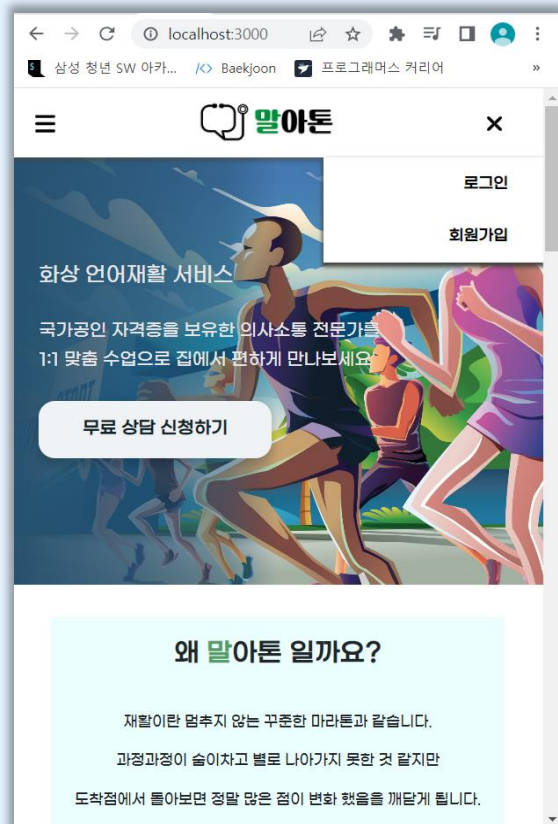 localhost:3000
삼성 청년 SW 아카...
Baekjoon
프로그래머스 커리어
»
말아톤
로그인
회원가입
화상 언어재활 서비스
국가공인 자격증을 보유한 의사소통 전문가를
1:1 맞춤 수업으로 집에서 편하게 만나보세요
무료 상담 신청하기
왜 말아톤 일까요?
재활이란 멈추지 않는 꾸준한 마라톤과 같습니다.
과정과정이 숨이차고 별로 나아가지 못한 것 같지만
도착점에서 돌아보면 정말 많은 점이 변화 했음을 깨닫게 됩니다.